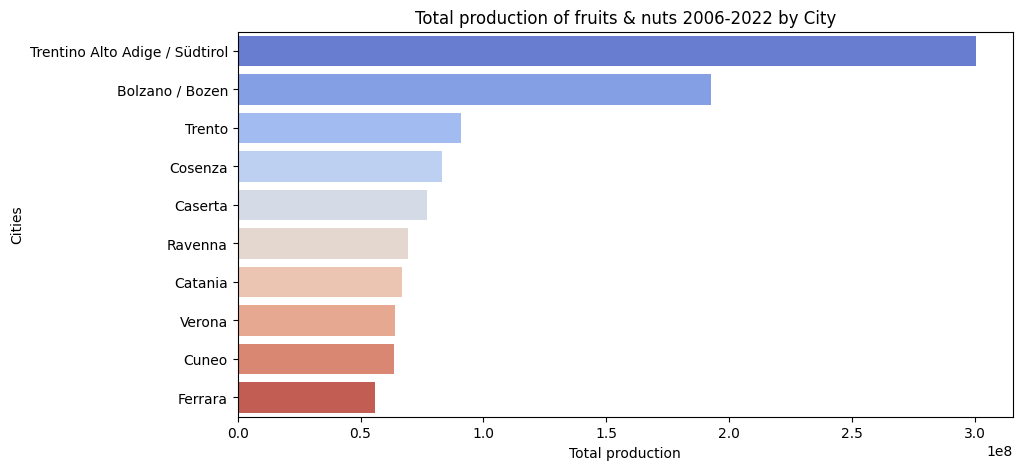 Total production of fruits & nuts 2006-2022 by City
Trentino Alto Adige / Südtirol
Bolzano / Bozen
Trento
Cosenza
Caserta
Ravenna
Catania
Verona
Cuneo
Ferrara
Cities
0.0 0.5 1.0 1.5 2.0 2.5 3.0
1e8
Total production